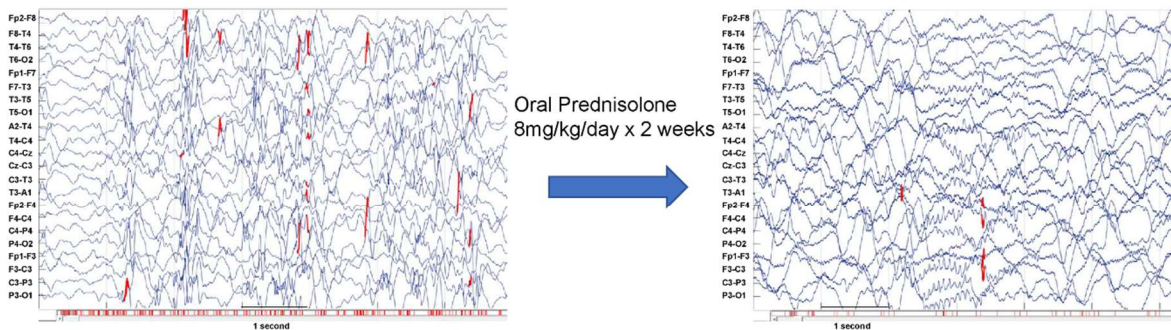 Fp2-F8
F8-T4
T4-T6
T6-O2
Fp1-F7
F7-T3
T3-T5
T5-O1
A2-T4
T4-C4
C4-Cz
Cz-C3
C3-T3
T3-A1
Fp2-F4
F4-C4
C4-P4
P4-O2
Fp1-F3
F3-C3
C3-P3
P3-O1
1 second
Oral Prednisolone
8mg/kg/day x 2 weeks
Fp2-F8
F8-T4
T4-T6
T6-O2
Fp1-F7
F7-T3
T3-T5
T5-O1
A2-T4
T4-C4
C4-Cz
Cz-C3
C3-T3
T3-A1
Fp2-F4
F4-C4
C4-P4
P4-O2
Fp1-F3
F3-C3
C3-P3
P3-O1
1 second